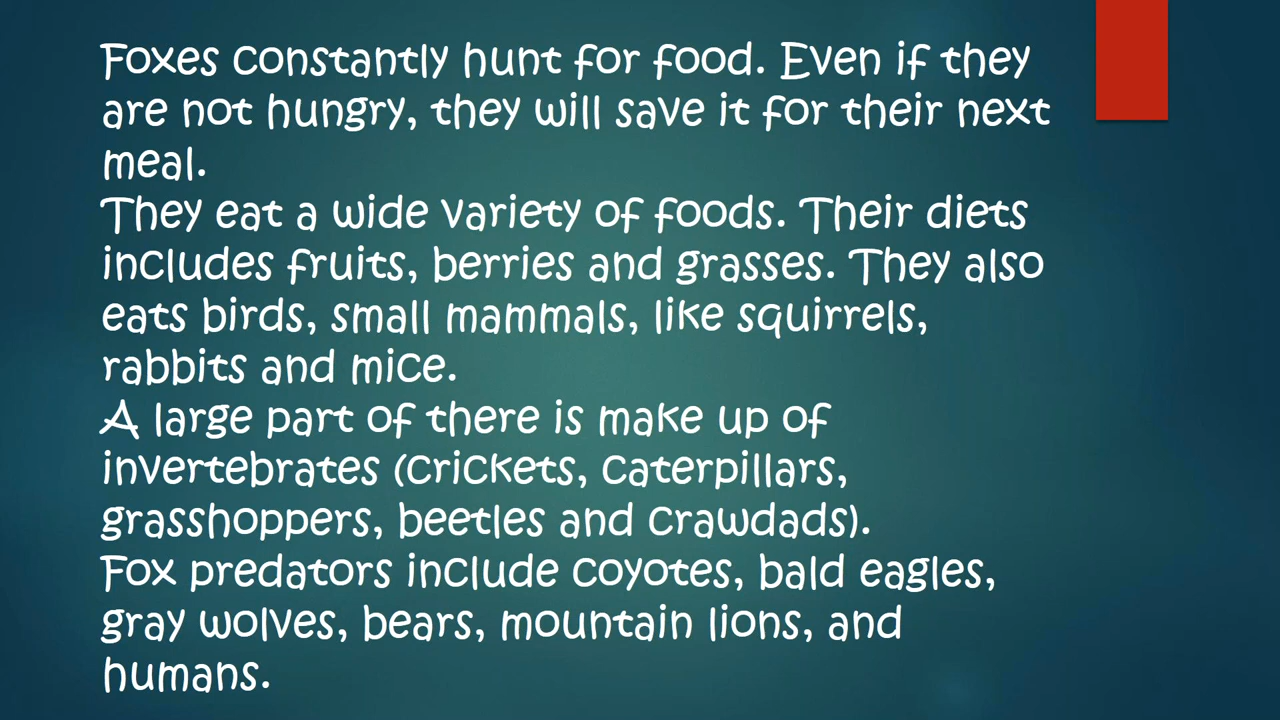 Foxes constantly hunt for food. Even if they
are not hungry, they will save it for their next
meal.
They eat a wide variety of foods. Their diets
includes fruits, berries and grasses. They also
eats birds, small mammals, like squirrels,
rabbits and mice.
A large part of there is make up of
invertebrates (crickets, caterpillars,
grasshoppers, beetles and crawdads).
Fox predators include coyotes, bald eagles,
gray wolves, bears, mountain lions, and
humans.